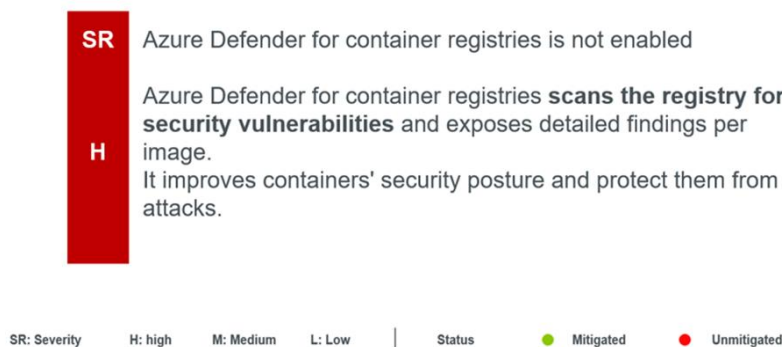 SR Azure Defender for container registries is not enabled
Azure Defender for container registries scans the registry for
security vulnerabilities and exposes detailed findings per
H image.
It improves containers' security posture and protect them from
attacks.
SR: Severity H: high M: Medium L: Low Status Mitigated Unmitigated